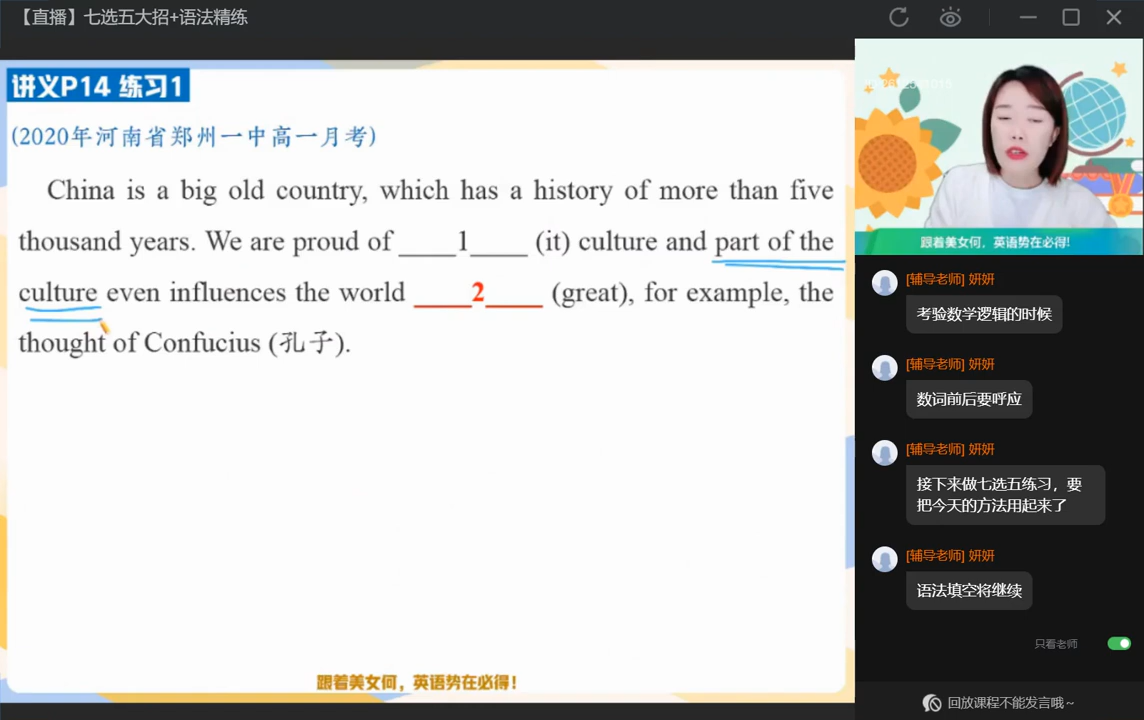 【直播】七选五大招+语法精练
讲义P14 练习1
(2020年河南省郑州一中高一月考)
China is a big old country, which has a history of more than five
thousand years. We are proud of ____1____ (it) culture and part of the
culture even influences the world ____2____ (great), for example, the
thought of Confucius (孔子).
跟着美女何，英语势在必得!
跟着美女何，英语势在必得!
[辅导老师] 妍妍
考验数学逻辑的时候
[辅导老师] 妍妍
数词前后要呼应
[辅导老师] 妍妍
接下来做七选五练习，要
把今天的方法用起来了
[辅导老师] 妍妍
语法填空将继续
只看老师
回放课程不能发言哦~